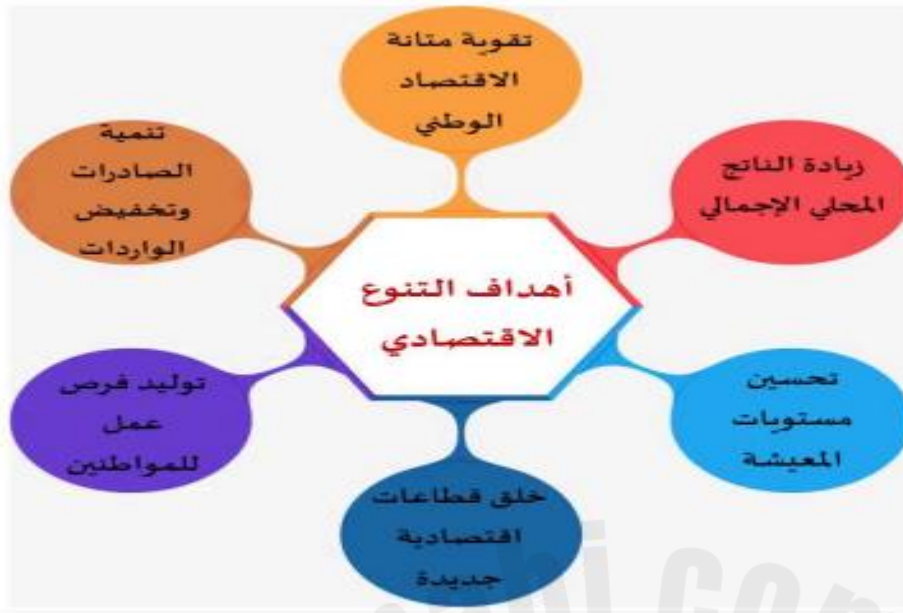 تقوية متانة
الاقتصاد
الوطني
زيادة الناتج
المحلي الإجمالي
تنمية
الصادرات
وتخفيض
الواردات
أهداف التنوع
الاقتصادي
تحسين
مستويات
المعيشة
توليد فرص
عمل
للمواطنين
خلق قطاعات
اقتصادية
جديدة